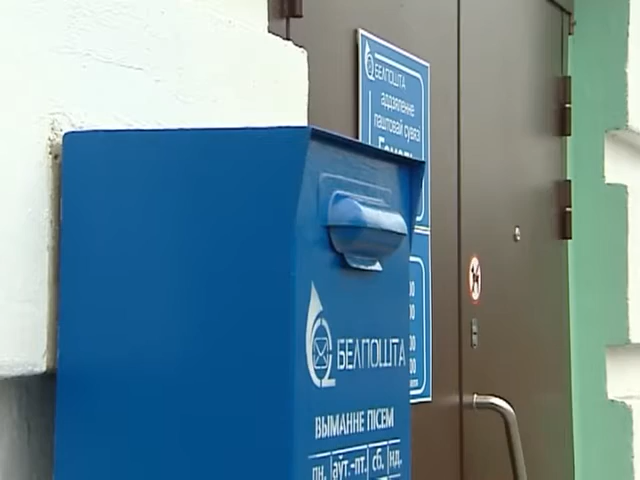 БЕЛПОШТА
аддзяленне
паштовай сувязі
БЕЛПОШТА
ВЫМАННЕ ПІСЕМ
пн. аўт.-пт. сб. нд.